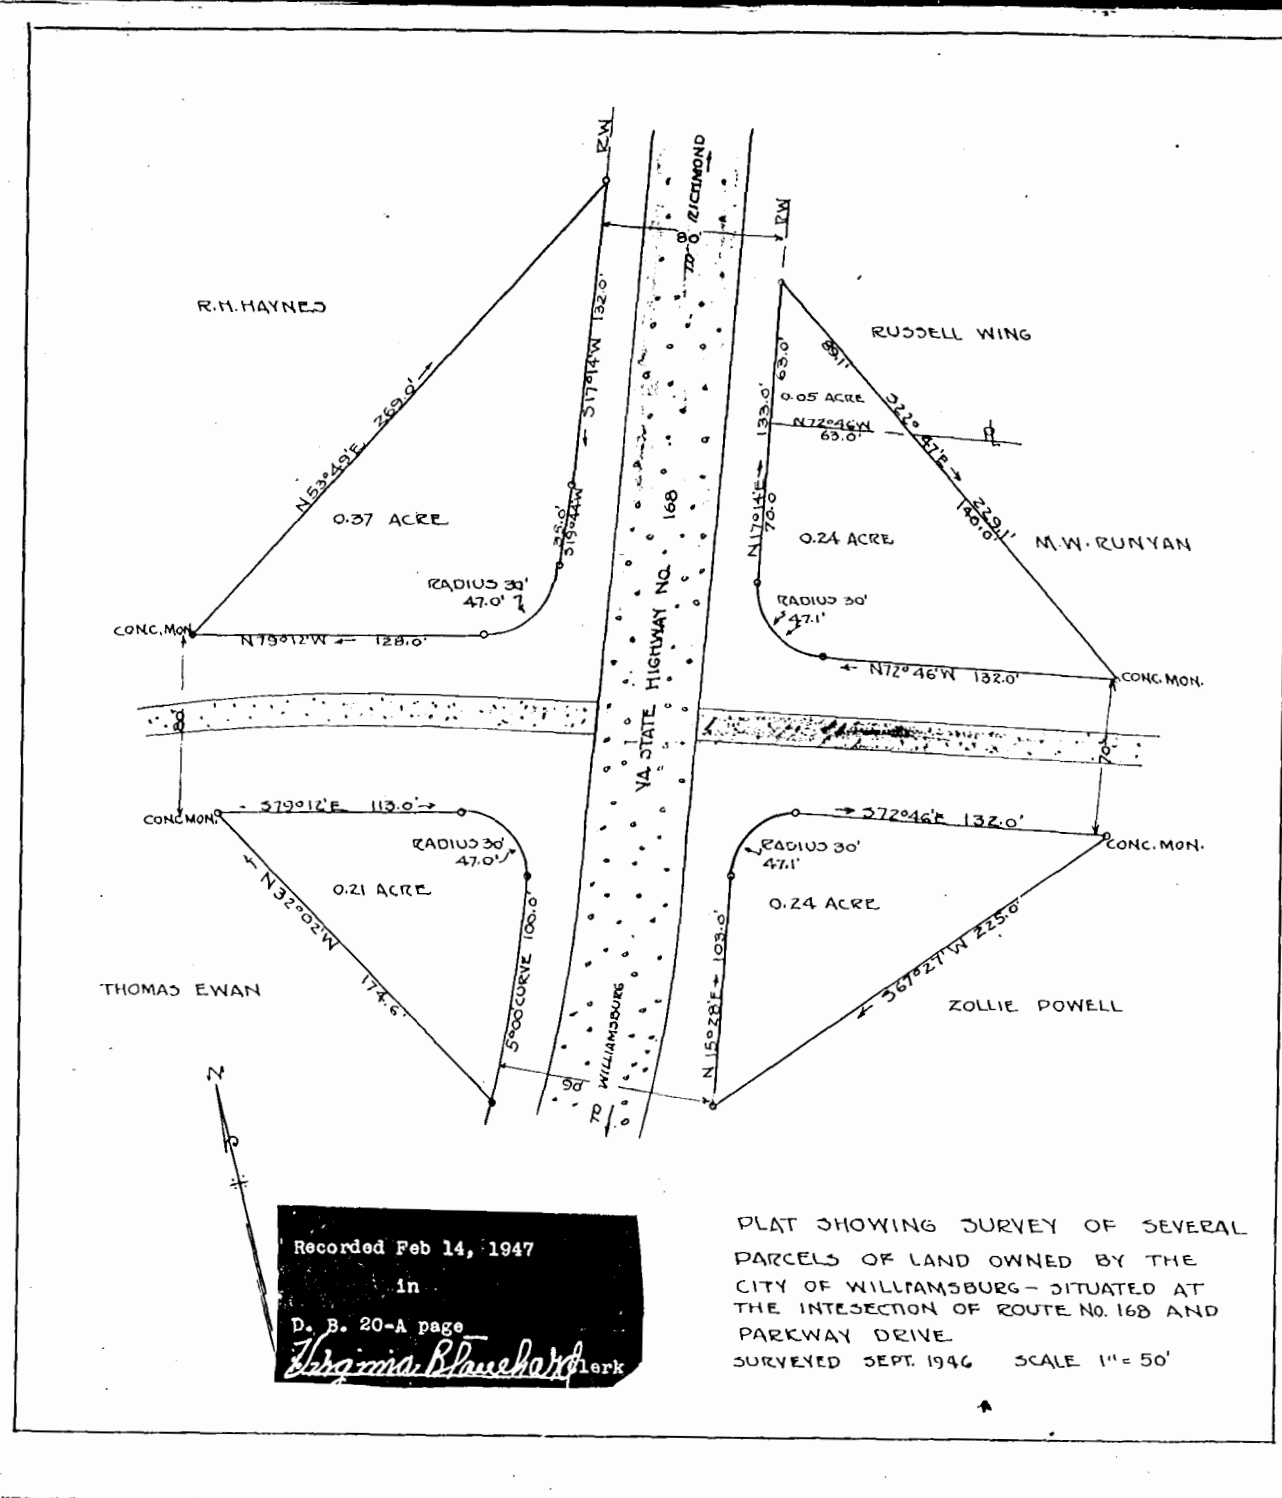 RW
TO RICHMOND
RW
80'
R.H. HAYNES
RUSSELL WING
S17°14'W 132.0'
63.0'
89.1'
0.05 ACRE
N72°46'W
63.0'
S22°47'E 229.1'
140.0'
N53°49'E 269.0'
133.0'
N17°14'E
70.0
0.37 ACRE
S19°44'W
0.24 ACRE
M.W. RUNYAN
VA STATE HIGHWAY NO. 168
RADIUS 30'
47.0'
RADIUS 30'
47.1'
CONC. MON.
N79°12'W 128.0'
N72°46'W 132.0'
CONC. MON.
80
70'
CONC MON.
S79°12'E 113.0'
S72°46'E 132.0'
CONC. MON.
RADIUS 30'
47.0'
RADIUS 30'
47.1'
0.21 ACRE
0.24 ACRE
N32°02'W 174.6'
5°00' CURVE 100.0'
N15°28'E 103.0'
S67°27'W 225.0'
THOMAS EWAN
ZOLLIE POWELL
90
TO WILLIAMSBURG
N
Recorded Feb 14, 1947
in
D. B. 20-A page
Virginia Blanchard Clerk
PLAT SHOWING SURVEY OF SEVERAL
PARCELS OF LAND OWNED BY THE
CITY OF WILLIAMSBURG - SITUATED AT
THE INTESECTION OF ROUTE NO. 168 AND
PARKWAY DRIVE
SURVEYED SEPT. 1946 SCALE 1" = 50'